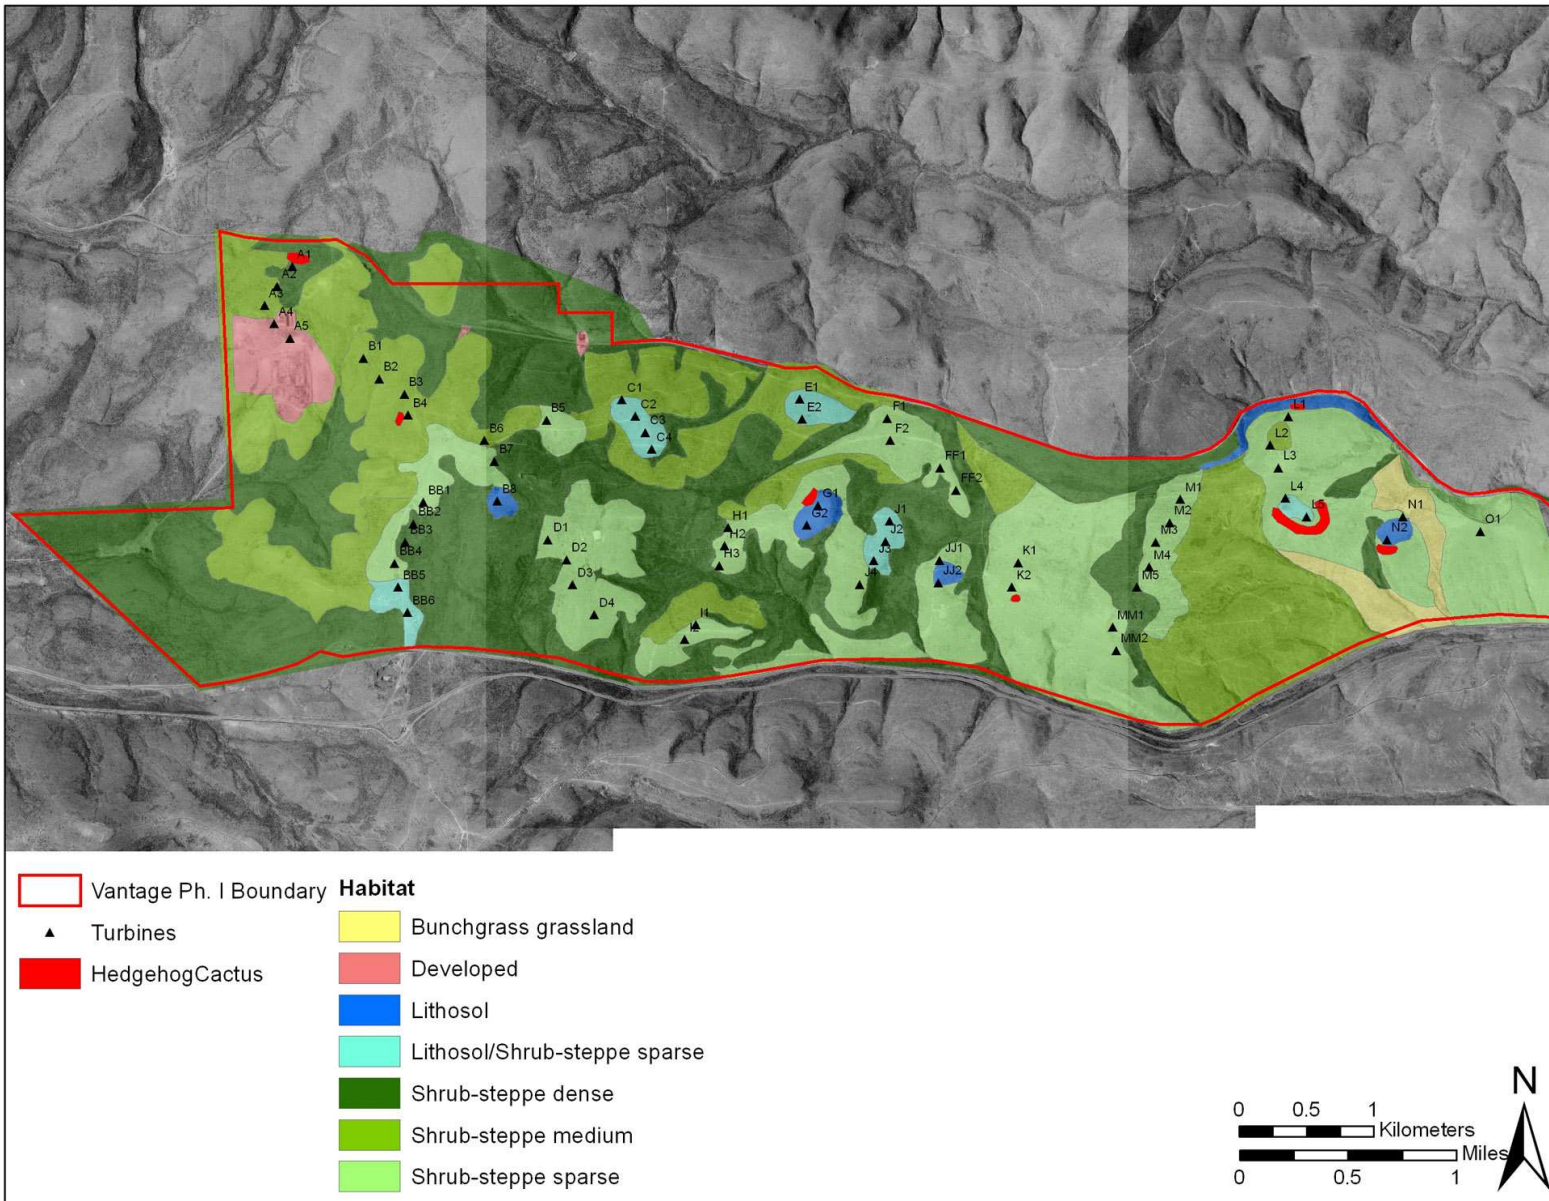 A1
A2
A3
A4
A5
B1
B2
B3
B4
B5
B6
B7
B8
BB1
BB2
BB3
BB4
BB5
BB6
C1
C2
C3
C4
D1
D2
D3
D4
E1
E2
F1
F2
FF1
FF2
G1
G2
H1
H2
H3
I1
I2
J1
J2
J3
J4
JJ1
JJ2
K1
K2
L1
L2
L3
L4
L5
M1
M2
M3
M4
M5
MM1
MM2
N1
N2
O1
Vantage Ph. I Boundary
Turbines
HedgehogCactus
Habitat
Bunchgrass grassland
Developed
Lithosol
Lithosol/Shrub-steppe sparse
Shrub-steppe dense
Shrub-steppe medium
Shrub-steppe sparse
N
0 0.5 1
Kilometers
Miles
0 0.5 1